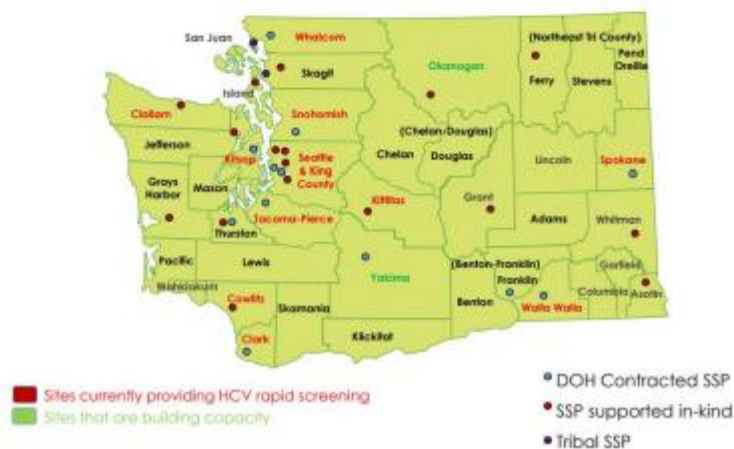 San Juan
Whatcom
Skagit
Island
Okanogan
(Northeast Tri County)
Ferry
Stevens
Pend
Oreille
Clallam
Snohomish
Jefferson
Kitsap
Seattle
& King
County
(Chelan-Douglas)
Chelan
Douglas
Lincoln
Spokane
Grays
Harbor
Mason
Kittitas
Grant
Tacoma-Pierce
Thurston
Adams
Whitman
Pacific
Lewis
Yakima
(Benton-Franklin)
Franklin
Garfield
Wahkiakum
Columbia
Asotin
Cowlitz
Skamania
Benton
Walla Walla
Klickitat
Clark
Sites currently providing HCV rapid screening
Sites that are building capacity
DOH Contracted SSP
SSP supported in-kind
Tribal SSP